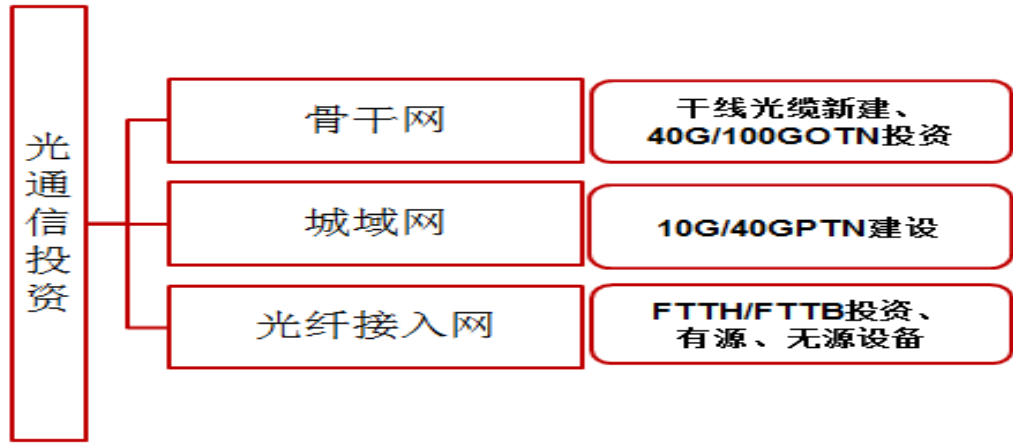 光通信投资
骨干网
干线光缆新建、
40G/100GOTN投资
城域网
10G/40GPTN建设
光纤接入网
FTTH/FTTB投资、
有源、无源设备